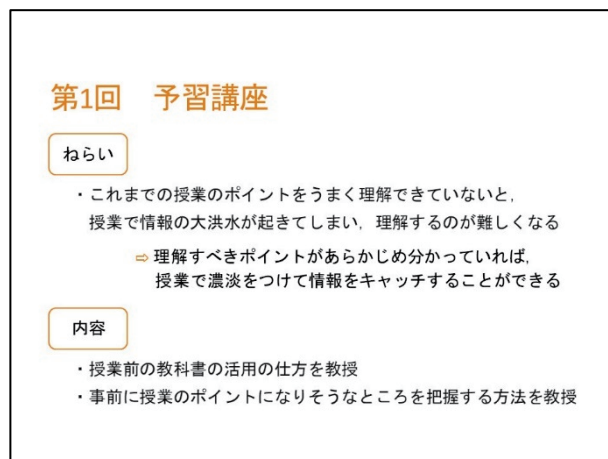 第1回　予習講座
ねらい
・これまでの授業のポイントをうまく理解できていないと,
授業で情報の大洪水が起きてしまい, 理解するのが難しくなる
⇨ 理解すべきポイントがあらかじめ分かっていれば,
授業で濃淡をつけて情報をキャッチすることができる
内容
・授業前の教科書の活用の仕方を教授
・事前に授業のポイントになりそうなところを把握する方法を教授